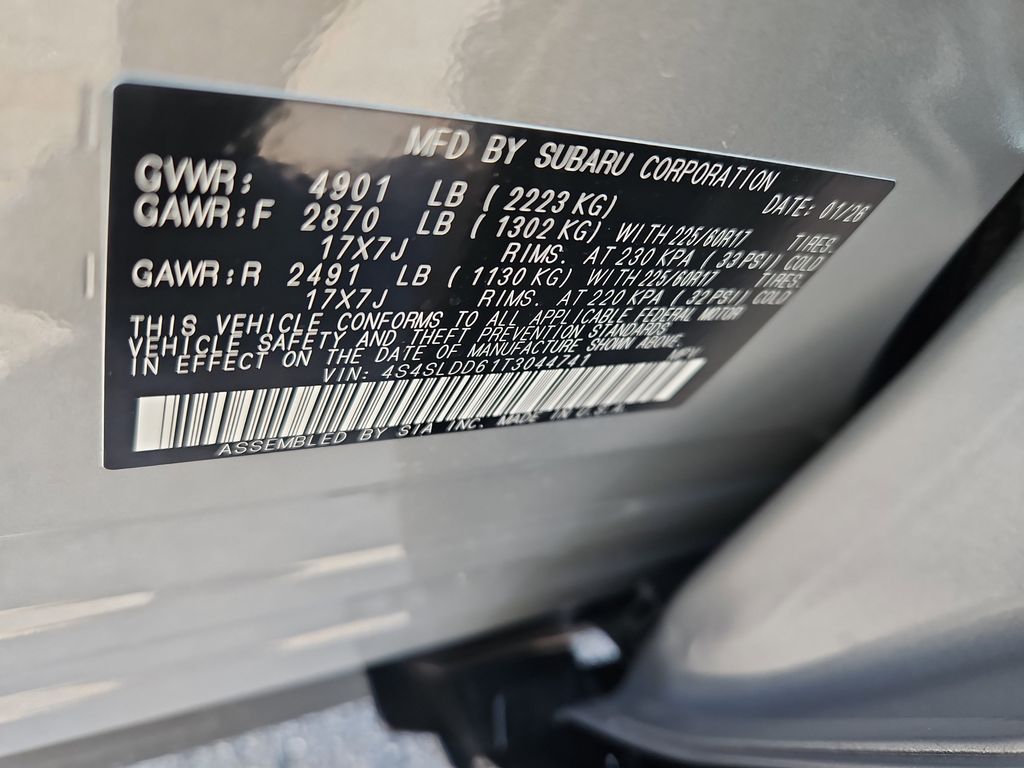 MFD BY SUBARU CORPORATION
DATE: 01/26
GVWR: 4901 LB (2223 KG)
GAWR:F 2870 LB (1302 KG) WITH 225/60R17 TIRES.
17X7J RIMS. AT 230 KPA (33 PSI) COLD
GAWR:R 2491 LB (1130 KG) WITH 225/60R17 TIRES.
17X7J RIMS. AT 220 KPA (32 PSI) COLD
THIS VEHICLE CONFORMS TO ALL APPLICABLE FEDERAL MOTOR
VEHICLE SAFETY AND THEFT PREVENTION STANDARDS
IN EFFECT ON THE DATE OF MANUFACTURE SHOWN ABOVE.
VIN: 4S4SLDD61T3044741 MPV
ASSEMBLED BY SIA INC. MADE IN U.S.A.